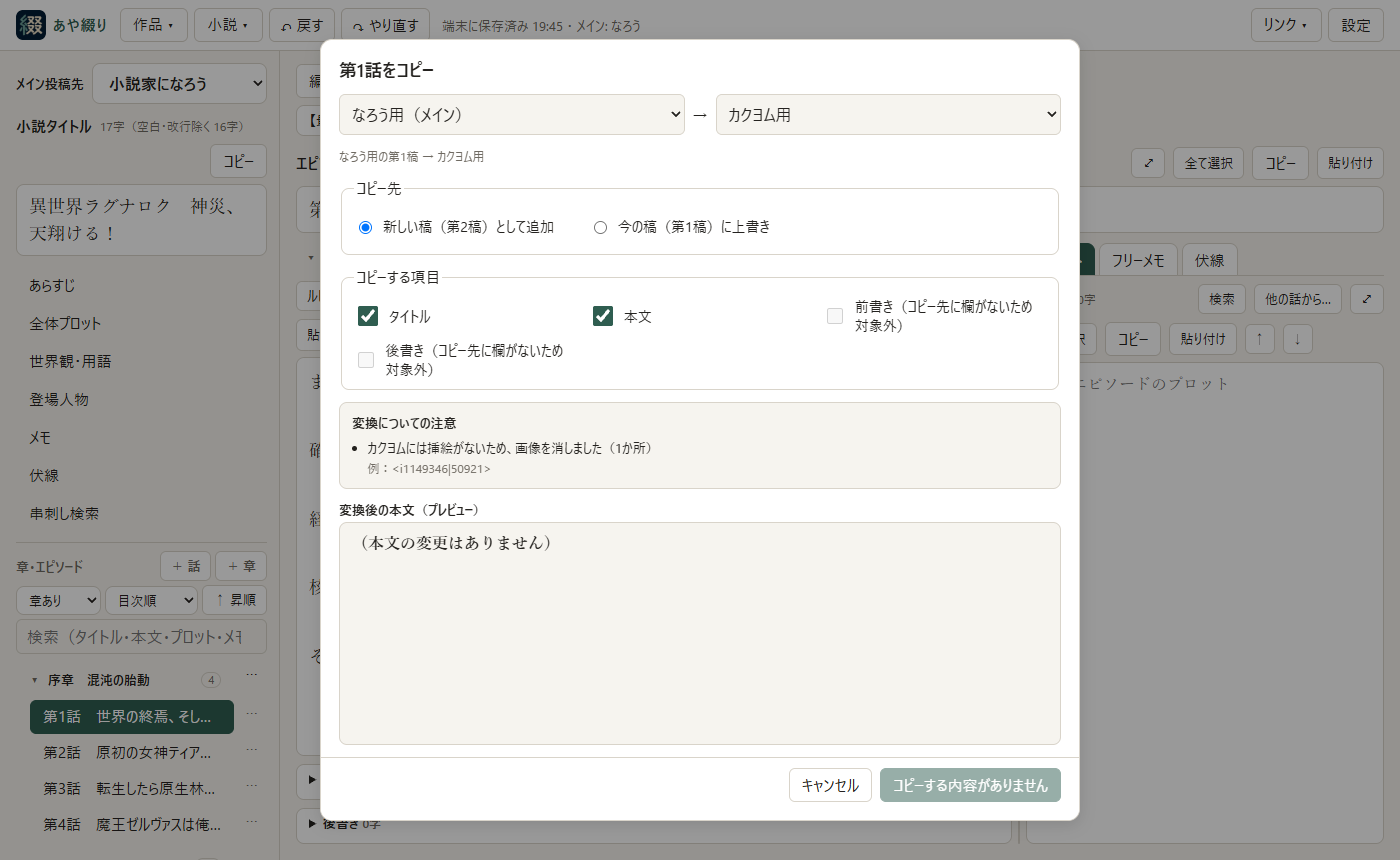 綴 あや綴り 作品 ▾ 小説 ▾ 戻す やり直す 端末に保存済み 19:45・メイン: なろう リンク ▾ 設定
メイン投稿先 小説家になろう
小説タイトル 17字（空白・改行除く 16字）
コピー
異世界ラグナロク　神災、
天翔ける！
あらすじ
全体プロット
世界観・用語
登場人物
メモ
伏線
串刺し検索
章・エピソード ＋ 話 ＋ 章
章あり 目次順 ↑ 昇順
検索（タイトル・本文・プロット・メモ
▾ 序章　混沌の胎動 4 …
第1話　世界の終焉、そし… …
第2話　原初の女神ティア… …
第3話　転生したら原生林… …
第4話　魔王ゼルヴァスは俺… …
エピ
全て選択 コピー 貼り付け
フリーメモ 伏線
0字 検索 他の話から… 
コピー 貼り付け ↑ ↓
エピソードのプロット
▶ 後書き 0字
第1話をコピー
なろう用（メイン） → カクヨム用
なろう用の第1稿 → カクヨム用
コピー先
新しい稿（第2稿）として追加 今の稿（第1稿）に上書き
コピーする項目
タイトル 本文 前書き（コピー先に欄がないため
対象外）
後書き（コピー先に欄がないため
対象外）
変換についての注意
• カクヨムには挿絵がないため、画像を消しました（1か所）
例：<i1149346|50921>
変換後の本文（プレビュー）
（本文の変更はありません）
キャンセル コピーする内容がありません